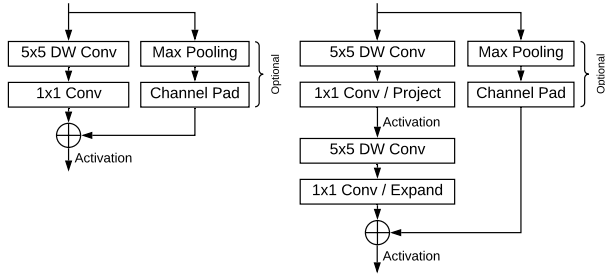 5x5 DW Conv
Max Pooling
1x1 Conv
Channel Pad
Optional
Activation
5x5 DW Conv
Max Pooling
1x1 Conv / Project
Channel Pad
Optional
Activation
5x5 DW Conv
1x1 Conv / Expand
Activation